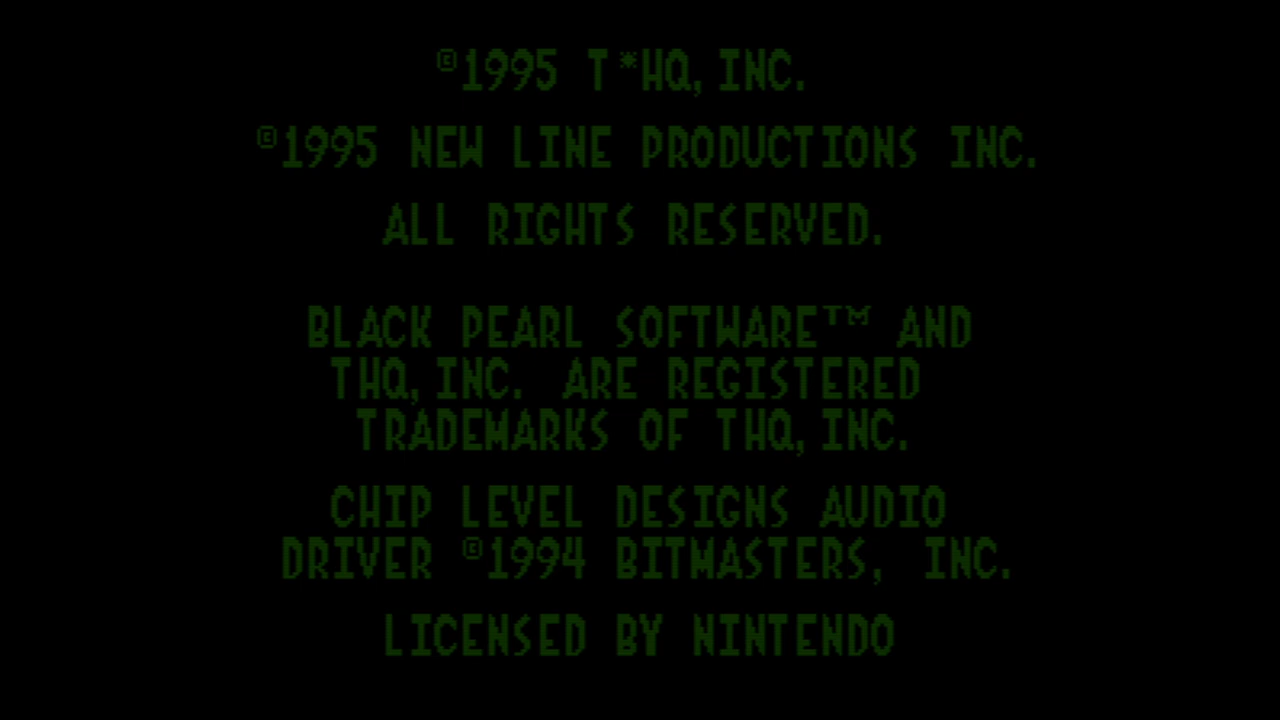 ©1995 T*HQ, INC.
©1995 NEW LINE PRODUCTIONS INC.
ALL RIGHTS RESERVED.
BLACK PEARL SOFTWARE™ AND
THQ, INC. ARE REGISTERED
TRADEMARKS OF THQ, INC.
CHIP LEVEL DESIGNS AUDIO
DRIVER ©1994 BITMASTERS, INC.
LICENSED BY NINTENDO